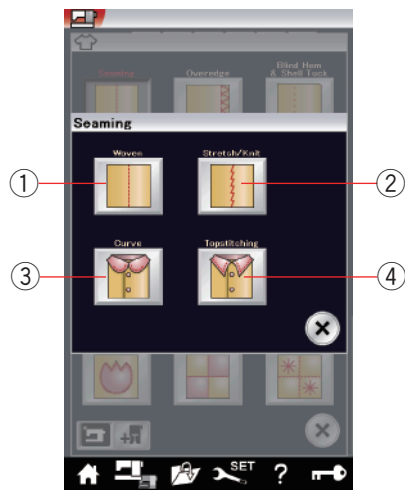 Seaming Overedge Blind Hem
& Shell Tuck
Seaming
Woven Stretch/Knit
1 2
Curve Topstitching
3 4
SET
?